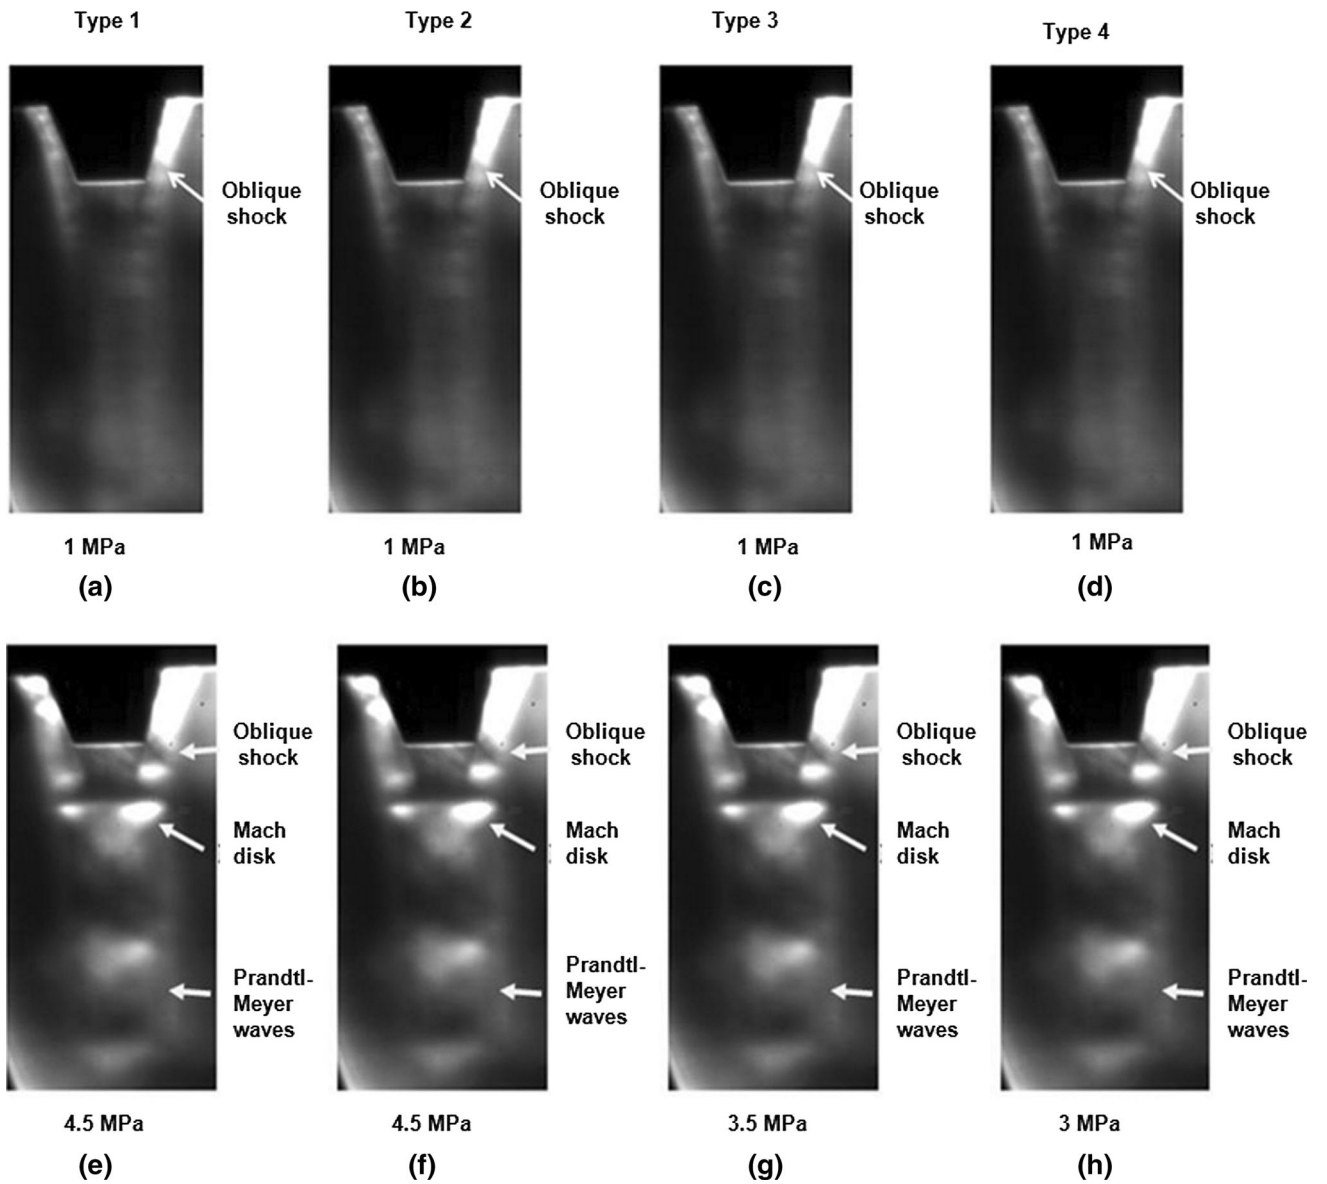 Type 1
Type 2
Type 3
Type 4
Oblique
shock
Oblique
shock
Oblique
shock
Oblique
shock
1 MPa
1 MPa
1 MPa
1 MPa
(a)
(b)
(c)
(d)
Oblique
shock
Oblique
shock
Oblique
shock
Oblique
shock
Mach
disk
Mach
disk
Mach
disk
Mach
disk
Prandtl-
Meyer
waves
Prandtl-
Meyer
waves
Prandtl-
Meyer
waves
Prandtl-
Meyer
waves
4.5 MPa
4.5 MPa
3.5 MPa
3 MPa
(e)
(f)
(g)
(h)